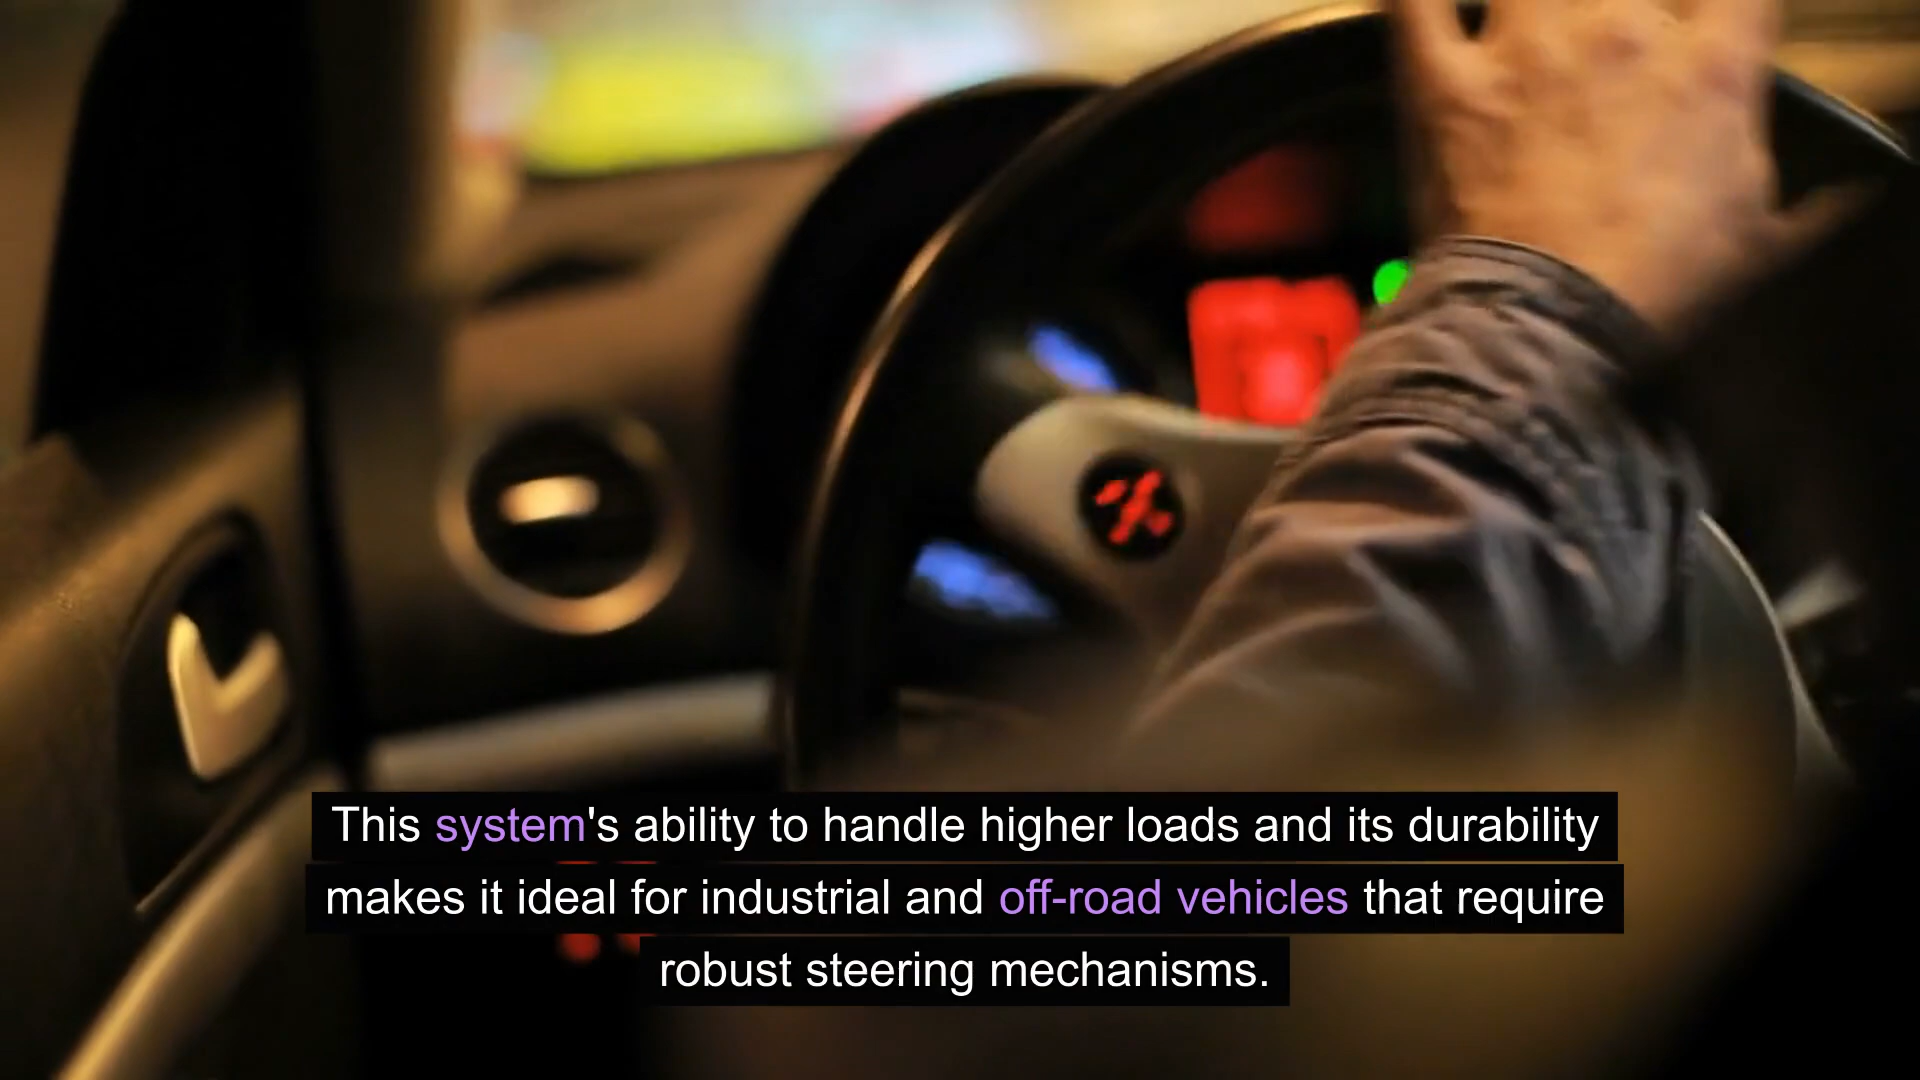 This system's ability to handle higher loads and its durability
makes it ideal for industrial and off-road vehicles that require
robust steering mechanisms.